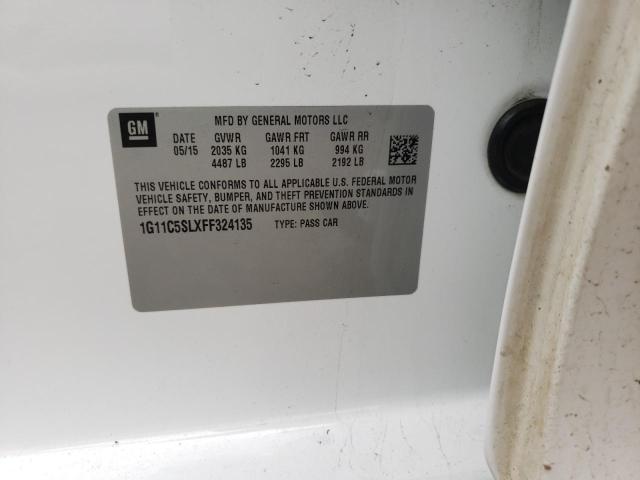 GM
MFD BY GENERAL MOTORS LLC
DATE GVWR GAWR FRT GAWR RR
05/15 2035 KG 1041 KG 994 KG
4487 LB 2295 LB 2192 LB
THIS VEHICLE CONFORMS TO ALL APPLICABLE U.S. FEDERAL MOTOR
VEHICLE SAFETY, BUMPER, AND THEFT PREVENTION STANDARDS IN
EFFECT ON THE DATE OF MANUFACTURE SHOWN ABOVE.
1G11C5SLXFF324135 TYPE: PASS CAR